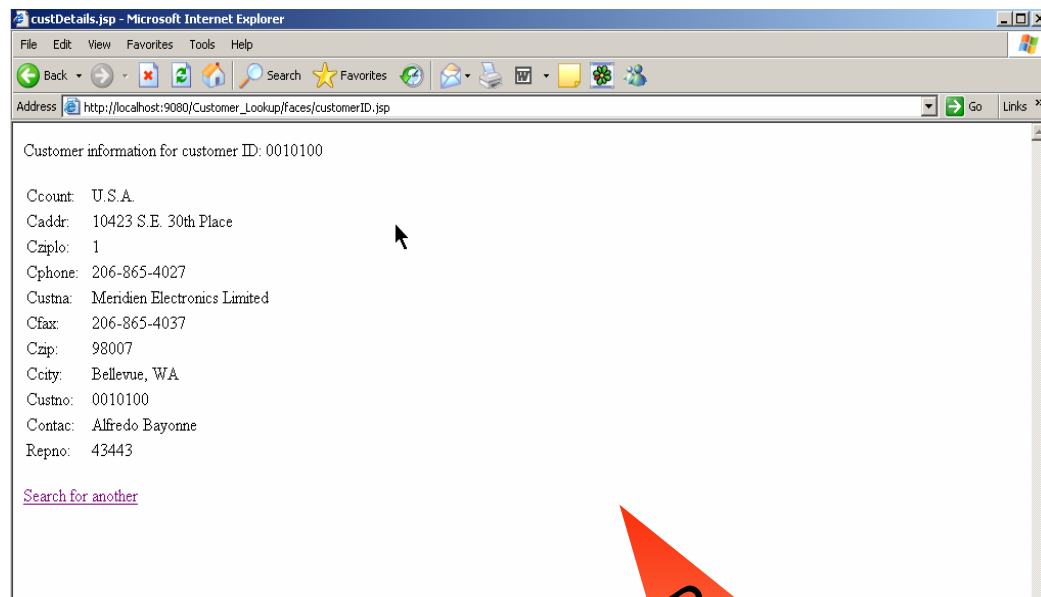 custDetails.jsp - Microsoft Internet Explorer
File Edit View Favorites Tools Help
Back Search Favorites
Address http://localhost:9080/Customer_Lookup/faces/customerID.jsp Go Links »
Customer information for customer ID: 0010100
Ccount: U.S.A.
Caddr: 10423 S.E. 30th Place
Cziplo: 1
Cphone: 206-865-4027
Custna: Meridien Electronics Limited
Cfax: 206-865-4037
Czip: 98007
Ccity: Bellevue, WA
Custno: 0010100
Contac: Alfredo Bayonne
Repno: 43443
Search for another